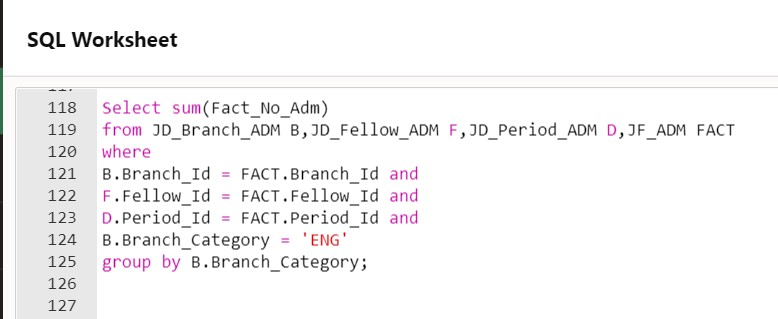 SQL Worksheet
118 Select sum(Fact_No_Adm)
119 from JD_Branch_ADM B,JD_Fellow_ADM F,JD_Period_ADM D,JF_ADM FACT
120 where
121 B.Branch_Id = FACT.Branch_Id and
122 F.Fellow_Id = FACT.Fellow_Id and
123 D.Period_Id = FACT.Period_Id and
124 B.Branch_Category = 'ENG'
125 group by B.Branch_Category;
126
127